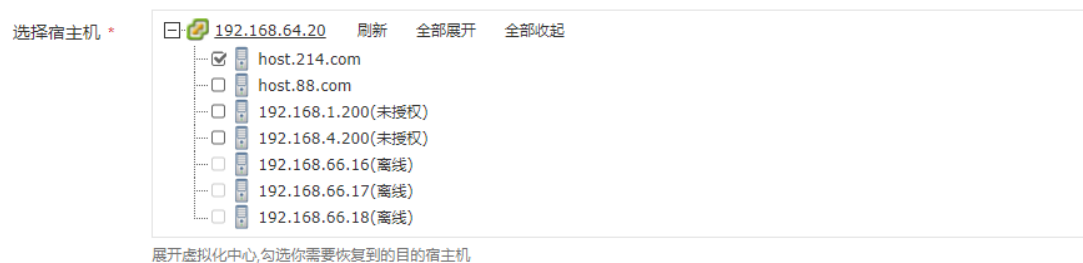 选择宿主机 * 192.168.64.20 刷新 全部展开 全部收起
host.214.com
host.88.com
192.168.1.200(未授权)
192.168.4.200(未授权)
192.168.66.16(离线)
192.168.66.17(离线)
192.168.66.18(离线)
展开虚拟化中心,勾选你需要恢复到的目的宿主机